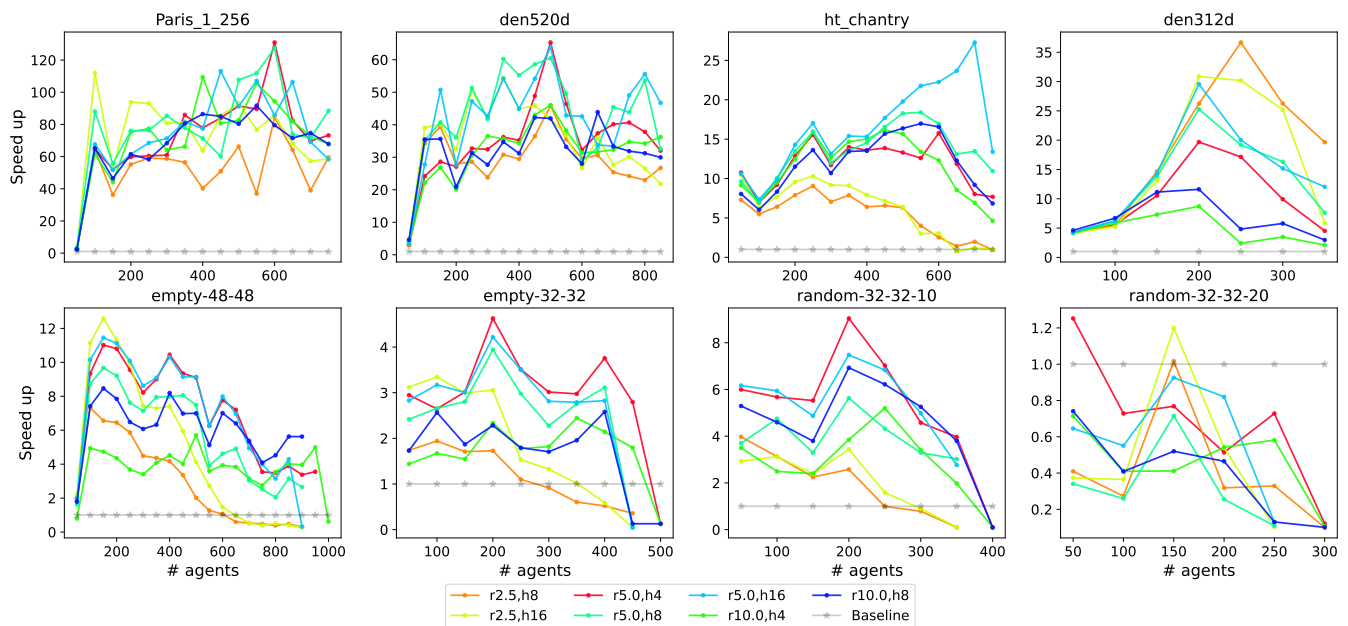 Paris_1_256 den520d ht_chantry den312d
Speed up
120
100
80
60
40
20
0
200 400 600
60
50
40
30
20
10
0
200 400 600 800
25
20
15
10
5
0
200 400 600
35
30
25
20
15
10
5
0
100 200 300
empty-48-48 empty-32-32 random-32-32-10 random-32-32-20
Speed up
12
10
8
6
4
2
0
200 400 600 800 1000
# agents
4
3
2
1
0
100 200 300 400 500
# agents
8
6
4
2
0
100 200 300 400
# agents
1.2
1.0
0.8
0.6
0.4
0.2
50 100 150 200 250 300
# agents
r2.5,h8 r5.0,h4 r5.0,h16 r10.0,h8
r2.5,h16 r5.0,h8 r10.0,h4 Baseline